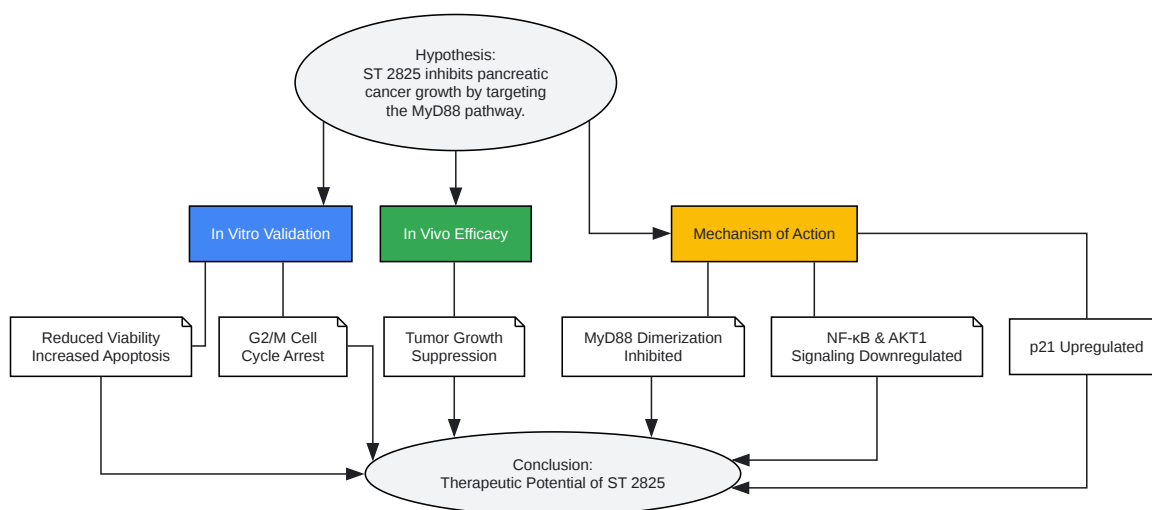 Hypothesis:
ST 2825 inhibits pancreatic
cancer growth by targeting
the MyD88 pathway.
In Vitro Validation
In Vivo Efficacy
Mechanism of Action
Reduced Viability
Increased Apoptosis
G2/M Cell
Cycle Arrest
Tumor Growth
Suppression
MyD88 Dimerization
Inhibited
NF-κB & AKT1
Signaling Downregulated
p21 Upregulated
Conclusion:
Therapeutic Potential of ST 2825